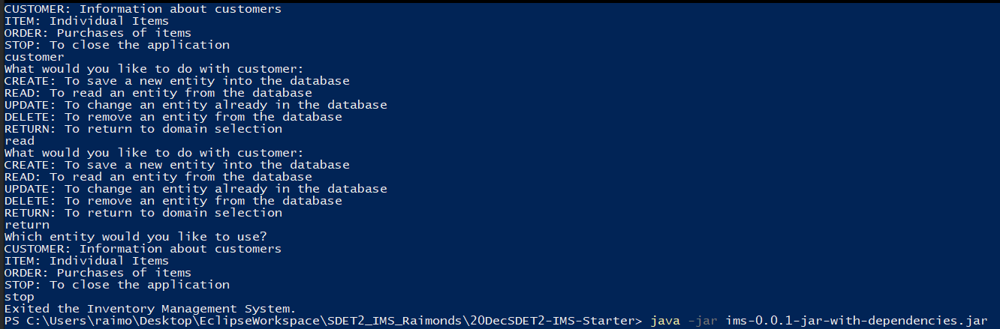 CUSTOMER: Information about customers
ITEM: Individual Items
ORDER: Purchases of items
STOP: To close the application
customer
What would you like to do with customer:
CREATE: To save a new entity into the database
READ: To read an entity from the database
UPDATE: To change an entity already in the database
DELETE: To remove an entity from the database
RETURN: To return to domain selection
read
What would you like to do with customer:
CREATE: To save a new entity into the database
READ: To read an entity from the database
UPDATE: To change an entity already in the database
DELETE: To remove an entity from the database
RETURN: To return to domain selection
return
Which entity would you like to use?
CUSTOMER: Information about customers
ITEM: Individual Items
ORDER: Purchases of items
STOP: To close the application
stop
Exited the Inventory Management System.
PS C:\Users\raimo\Desktop\EclipseWorkspace\SDET2_IMS_Raimonds\20DecSDET2-IMS-Starter> java -jar ims-0.0.1-jar-with-dependencies.jar